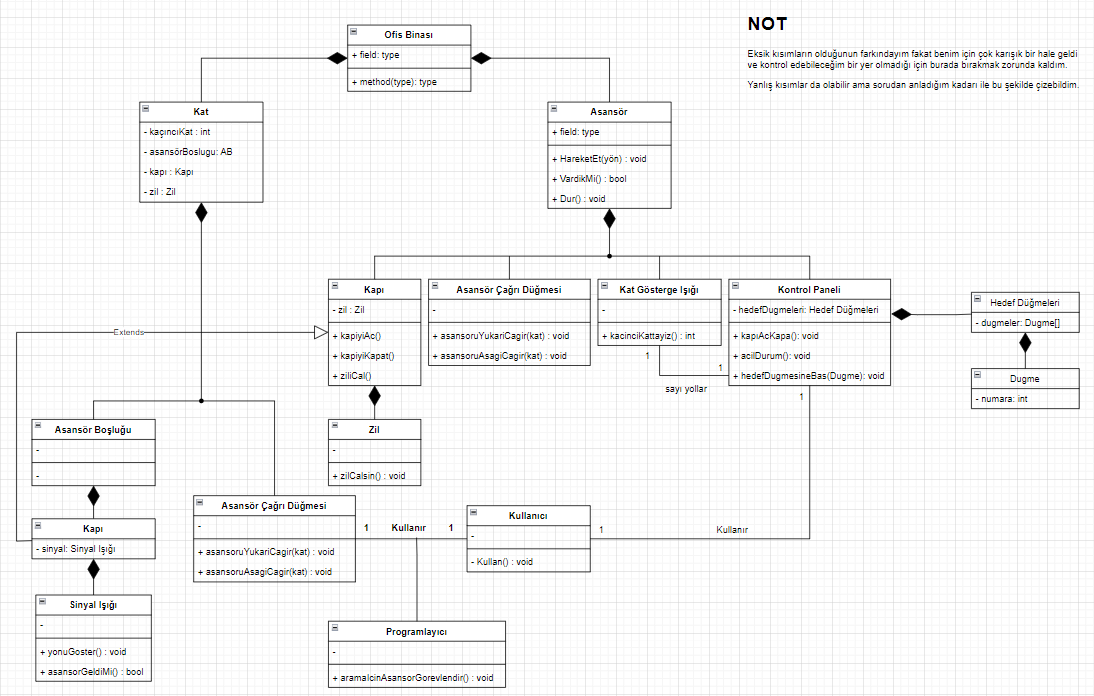 NOT
Eksik kısımların olduğunun farkındayım fakat benim için çok karışık bir hale geldi
ve kontrol edebileceğim bir yer olmadığı için burada bırakmak zorunda kaldım.
Yanlış kısımlar da olabilir ama sorudan anladığım kadarı ile bu şekilde çizebildim.
Ofis Binası
+ field: type
+ method(type): type
Kat
- kaçıncıKat : int
- asansörBoslugu: AB
- kapı : Kapı
- zil : Zil
Asansör
+ field: type
+ HareketEt(yön) : void
+ VardikMi() : bool
+ Dur() : void
Kapı
- zil : Zil
+ kapiyiAc()
+ kapiyiKapat()
+ ziliCal()
Asansör Çağrı Düğmesi
-
+ asansoruYukariCagir(kat) : void
+ asansoruAsagiCagir(kat) : void
Kat Gösterge Işığı
-
+ kacinciKattayiz() : int
Kontrol Paneli
- hedefDugmeleri: Hedef Düğmeleri
+ kapıAcKapa(): void
+ acilDurum(): void
+ hedefDugmesineBas(Dugme): void
Hedef Düğmeleri
- dugmeler: Dugme[]
Dugme
- numara: int
Extends
1
1
sayı yollar
1
Asansör Boşluğu
-
-
Zil
-
+ zilCalsin() : void
Kapı
- sinyal: Sinyal Işığı
Asansör Çağrı Düğmesi
-
+ asansoruYukariCagir(kat) : void
+ asansoruAsagiCagir(kat) : void
1 Kullanır 1
Kullanıcı
-
- Kullan() : void
1 Kullanır
Sinyal Işığı
-
+ yonuGoster() : void
+ asansorGeldiMi() : bool
Programlayıcı
-
+ aramaIcinAsansorGorevlendir() : void